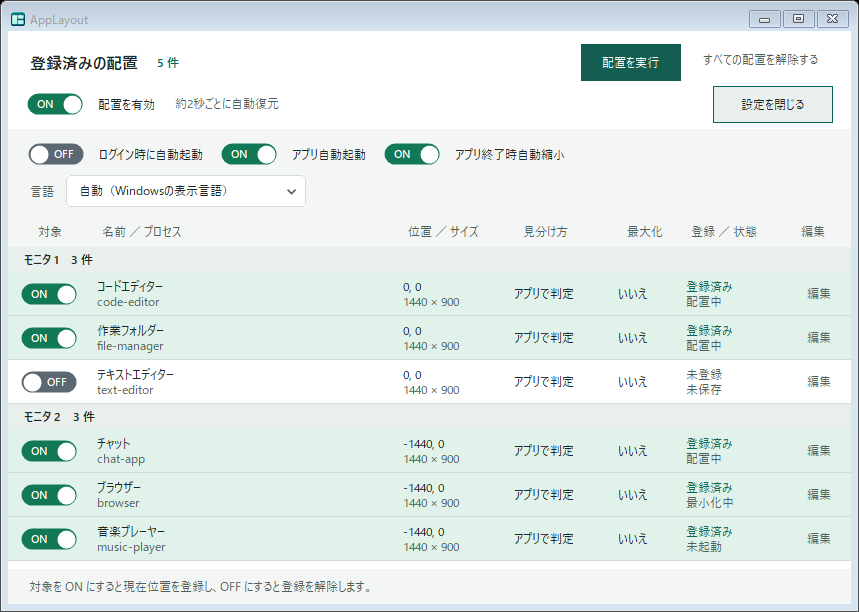 AppLayout
登録済みの配置 5 件
配置を実行
すべての配置を解除する
ON 配置を有効 約2秒ごとに自動復元
設定を閉じる
OFF ログイン時に自動起動 ON アプリ自動起動 ON アプリ終了時自動縮小
言語 自動（Windowsの表示言語）
対象 名前 ／ プロセス 位置 ／ サイズ 見分け方 最大化 登録 ／ 状態 編集
モニタ 1 3 件
ON コードエディター 0, 0 アプリで判定 いいえ 登録済み 編集
code-editor 1440 × 900 配置中
ON 作業フォルダー 0, 0 アプリで判定 いいえ 登録済み 編集
file-manager 1440 × 900 配置中
OFF テキストエディター 0, 0 アプリで判定 いいえ 未登録 編集
text-editor 1440 × 900 未保存
モニタ 2 3 件
ON チャット -1440, 0 アプリで判定 いいえ 登録済み 編集
chat-app 1440 × 900 配置中
ON ブラウザー -1440, 0 アプリで判定 いいえ 登録済み 編集
browser 1440 × 900 最小化中
ON 音楽プレーヤー -1440, 0 アプリで判定 いいえ 登録済み 編集
music-player 1440 × 900 未起動
対象を ON にすると現在位置を登録し、OFF にすると登録を解除します。